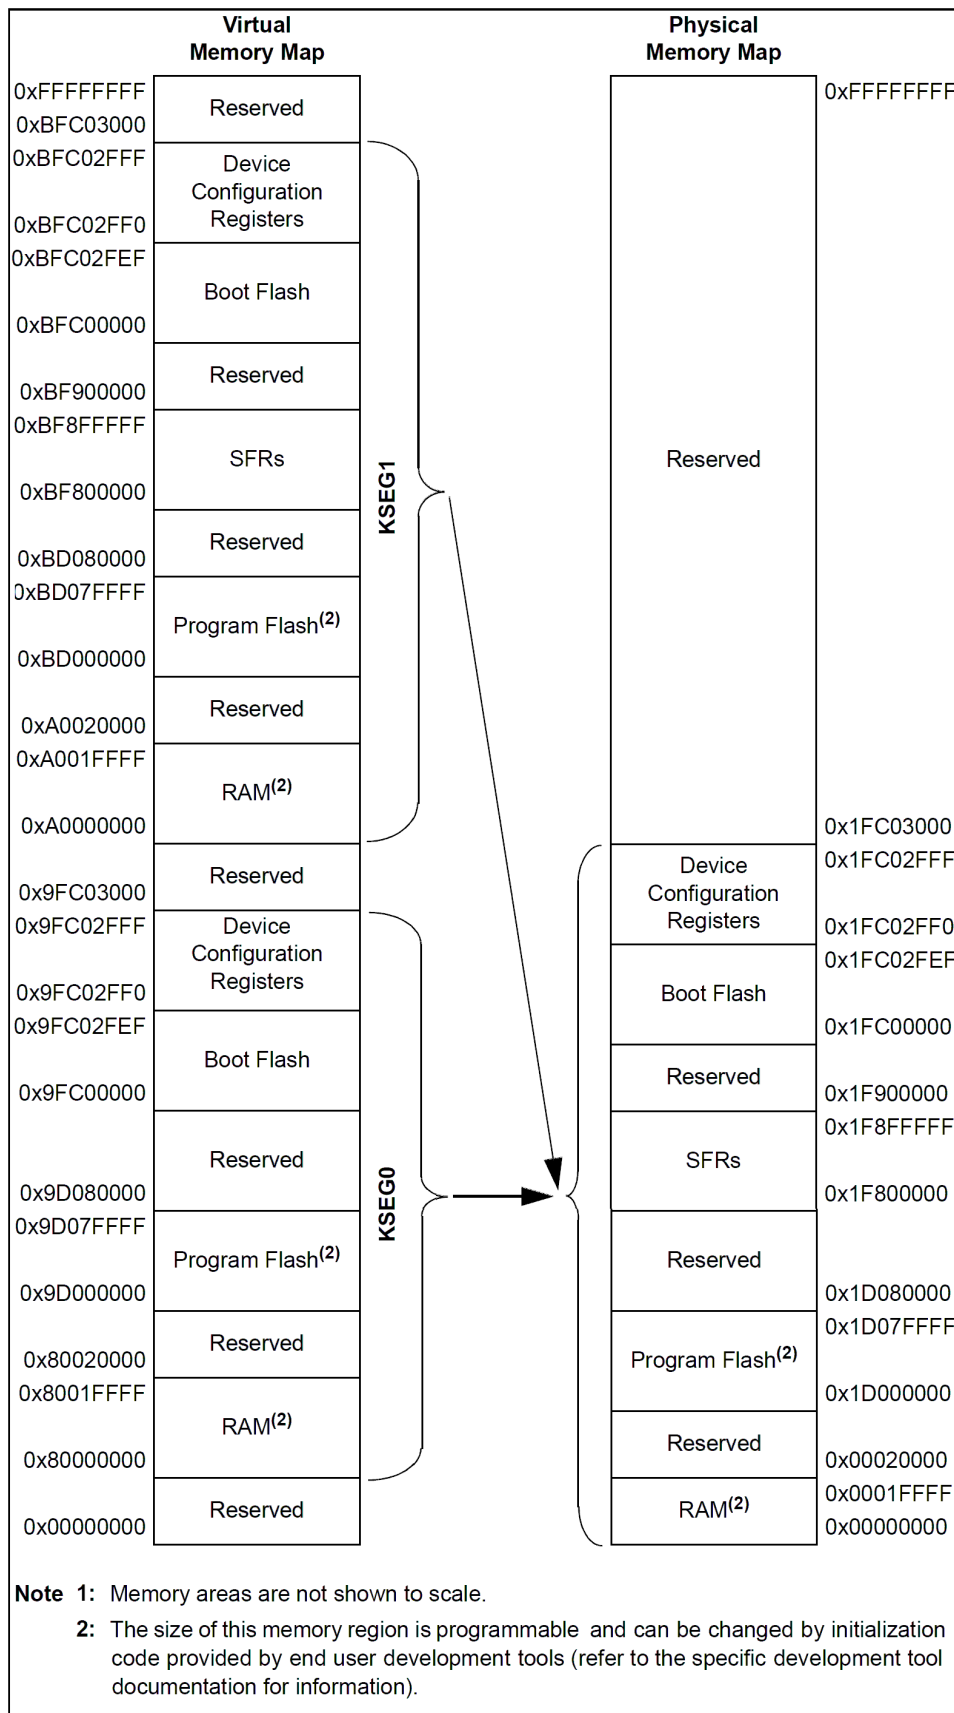 Virtual
Memory Map
Physical
Memory Map
0xFFFFFFFF
Reserved
0xBFC03000
0xBFC02FFF
Device
Configuration
Registers
0xBFC02FF0
0xBFC02FEF
Boot Flash
0xBFC00000
Reserved
0xBF900000
0xBF8FFFFF
SFRs
0xBF800000
Reserved
0xBD080000
0xBD07FFFF
Program Flash(2)
0xBD000000
Reserved
0xA0020000
0xA001FFFF
RAM(2)
0xA0000000
Reserved
0x9FC03000
0x9FC02FFF
Device
Configuration
Registers
0x9FC02FF0
0x9FC02FEF
Boot Flash
0x9FC00000
Reserved
0x9D080000
0x9D07FFFF
Program Flash(2)
0x9D000000
Reserved
0x80020000
0x8001FFFF
RAM(2)
0x80000000
Reserved
0x00000000
KSEG1
KSEG0
0xFFFFFFFF
Reserved
0x1FC03000
0x1FC02FFF
Device
Configuration
Registers
0x1FC02FF0
0x1FC02FEF
Boot Flash
0x1FC00000
Reserved
0x1F900000
0x1F8FFFFF
SFRs
0x1F800000
Reserved
0x1D080000
0x1D07FFFF
Program Flash(2)
0x1D000000
Reserved
0x00020000
0x0001FFFF
RAM(2)
0x00000000
Note 1: Memory areas are not shown to scale.
2: The size of this memory region is programmable and can be changed by initialization
code provided by end user development tools (refer to the specific development tool
documentation for information).